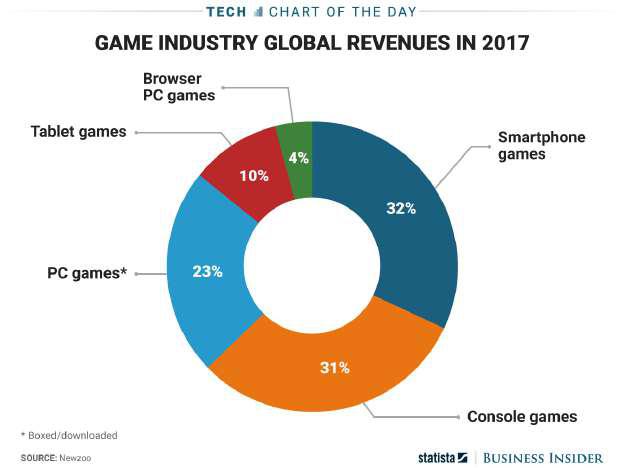 TECH CHART OF THE DAY
GAME INDUSTRY GLOBAL REVENUES IN 2017
Browser
PC games
Tablet games
Smartphone
games
4%
10%
32%
PC games*
23%
31%
Console games
* Boxed/downloaded
SOURCE: Newzoo
statista BUSINESS INSIDER